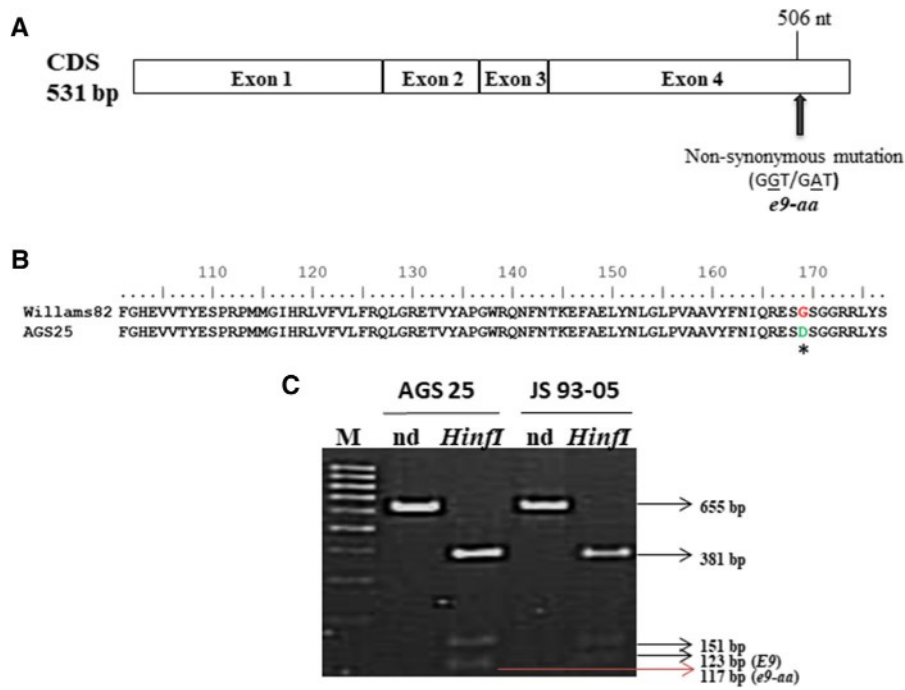 A
506 nt
CDS
531 bp
Exon 1
Exon 2
Exon 3
Exon 4
Non-synonymous mutation
(GGT/GAT)
e9-aa
B
110 120 130 140 150 160 170
Willams82 FGHEVVTYESPRPMMGIHRLVFVLFRQLGRETVYAPGWRQNFNTKEFAELYNLGLPVAAVYFNIQRESGSGGRRLYS
AGS25 FGHEVVTYESPRPMMGIHRLVFVLFRQLGRETVYAPGWRQNFNTKEFAELYNLGLPVAAVYFNIQRESDSGGRRLYS
*
C
AGS 25 JS 93-05
M nd HinfI nd HinfI
655 bp
381 bp
151 bp
123 bp (E9)
117 bp (e9-aa)